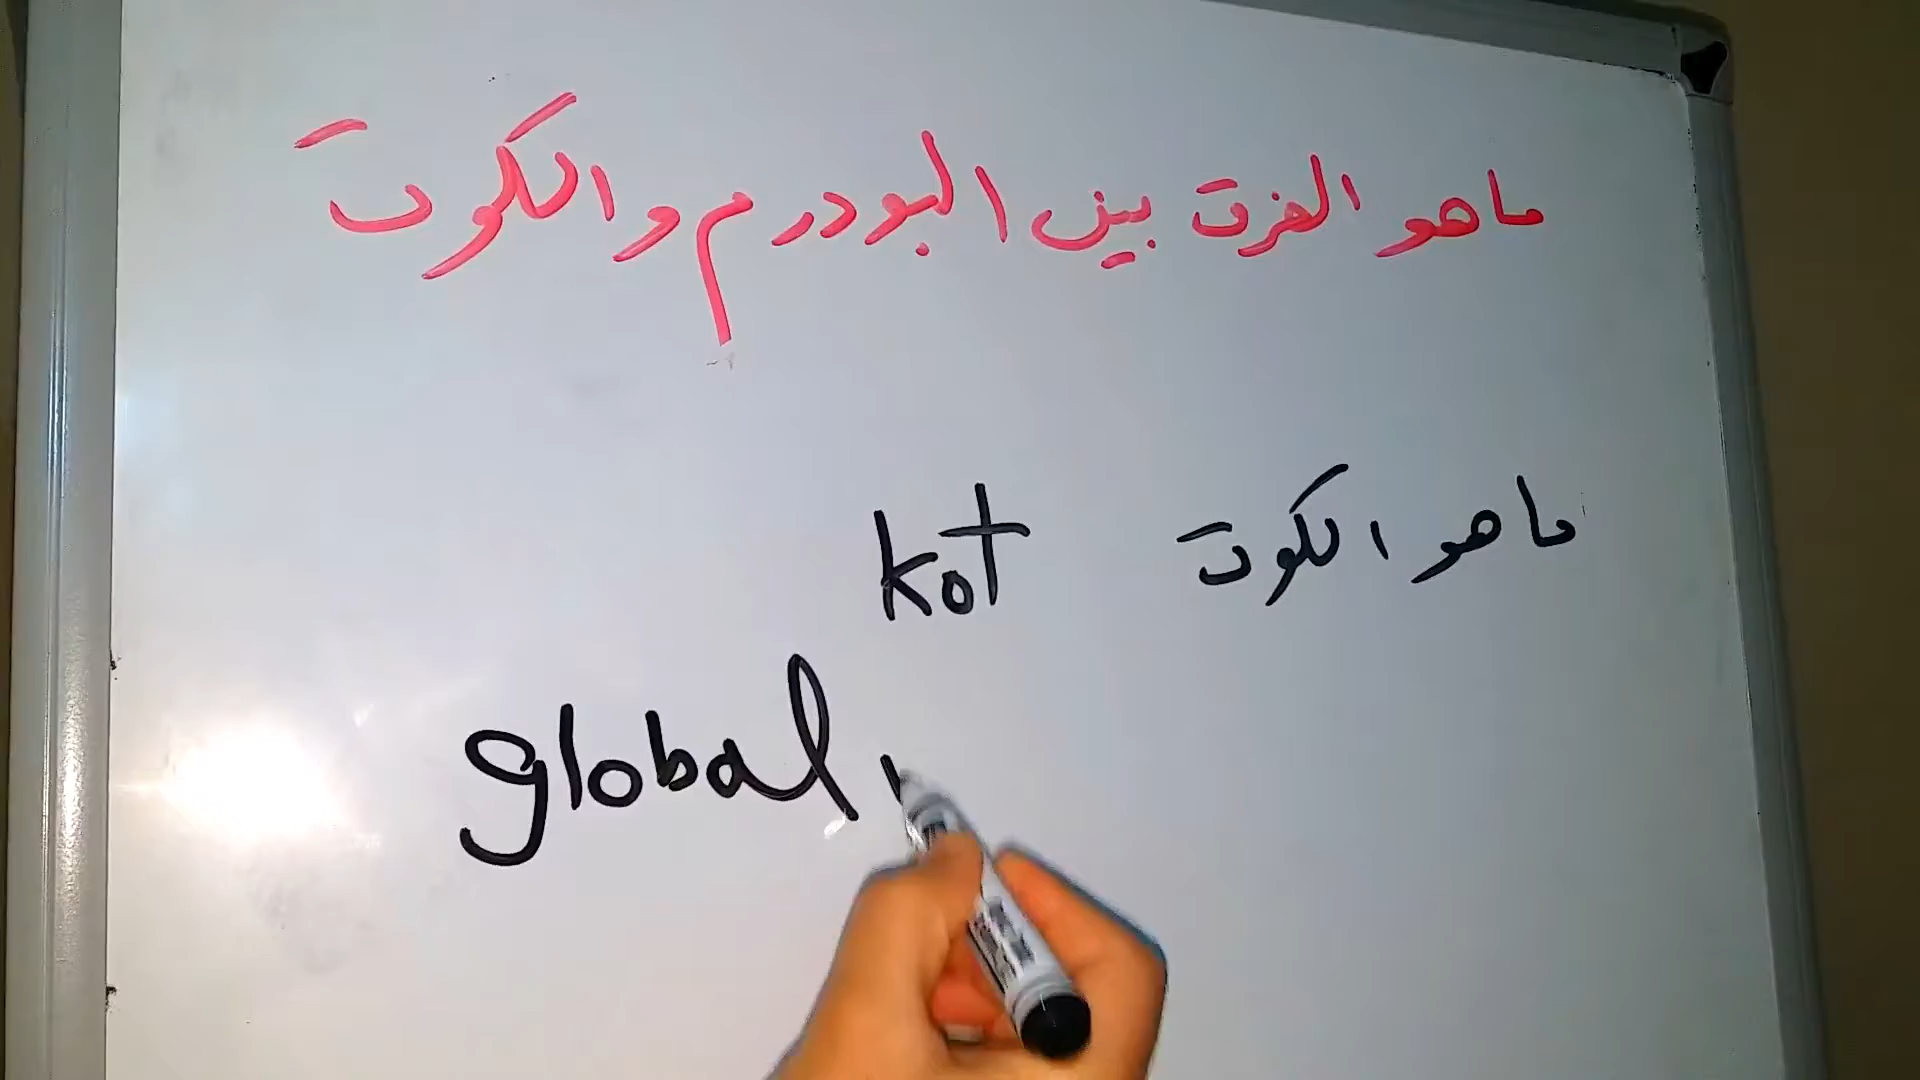 ماهو الفرق بين البودرم والكوت
ماهو الكوت kot
global